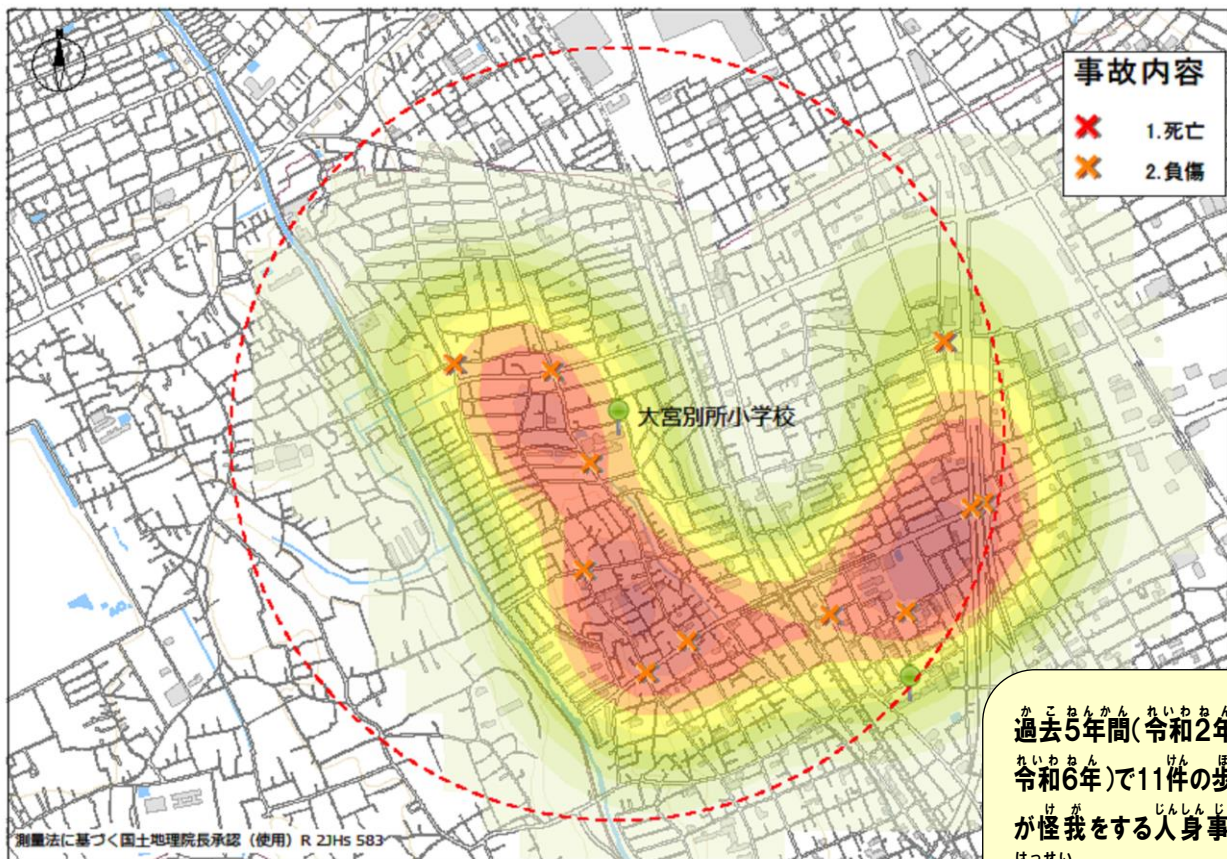 N
事故内容
1.死亡
2.負傷
大宮別所小学校
過去5年間(令和2年
令和6年)で11件の歩
が怪我をする人身事
測量法に基づく国土地理院長承認(使用)R 2JHs 583